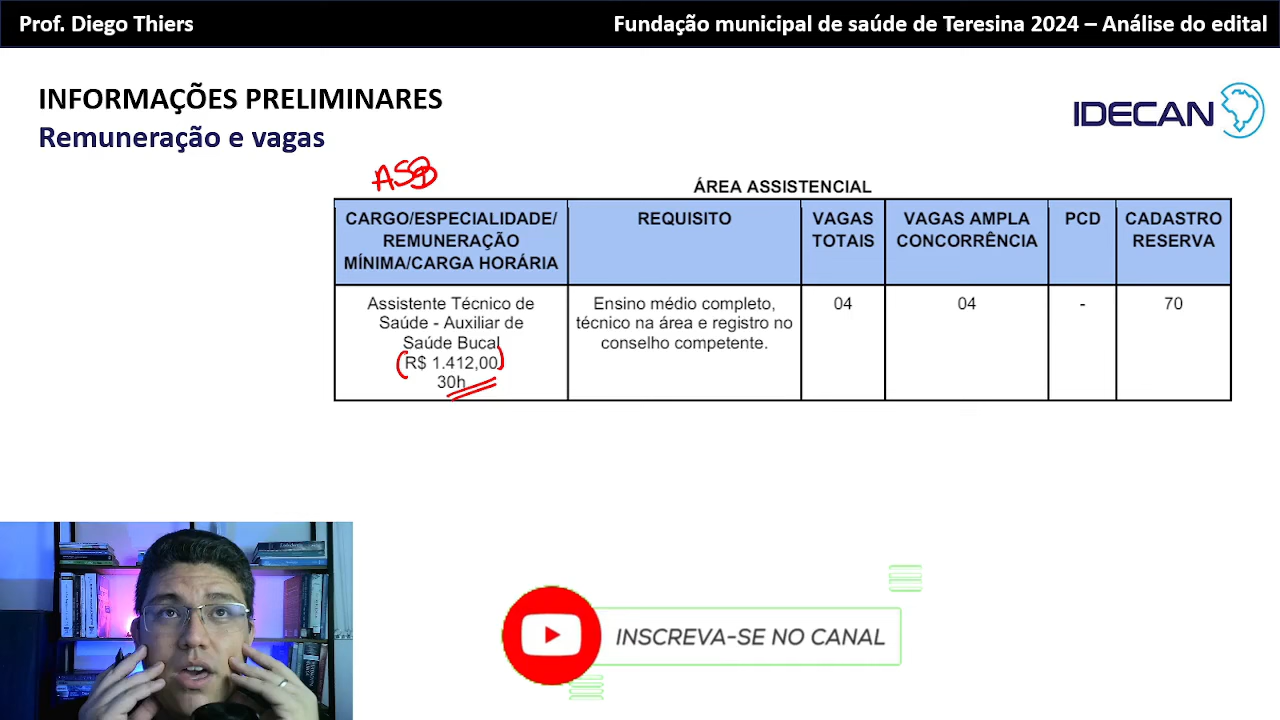 Prof. Diego Thiers
Fundação municipal de saúde de Teresina 2024 – Análise do edital
INFORMAÇÕES PRELIMINARES
Remuneração e vagas
IDECAN
ASB
ÁREA ASSISTENCIAL
CARGO/ESPECIALIDADE/
REMUNERAÇÃO
MÍNIMA/CARGA HORÁRIA
REQUISITO
VAGAS
TOTAIS
VAGAS AMPLA
CONCORRÊNCIA
PCD
CADASTRO
RESERVA
Assistente Técnico de
Saúde - Auxiliar de
Saúde Bucal
R$ 1.412,00
30h
Ensino médio completo,
técnico na área e registro no
conselho competente.
04
04
-
70
INSCREVA-SE NO CANAL